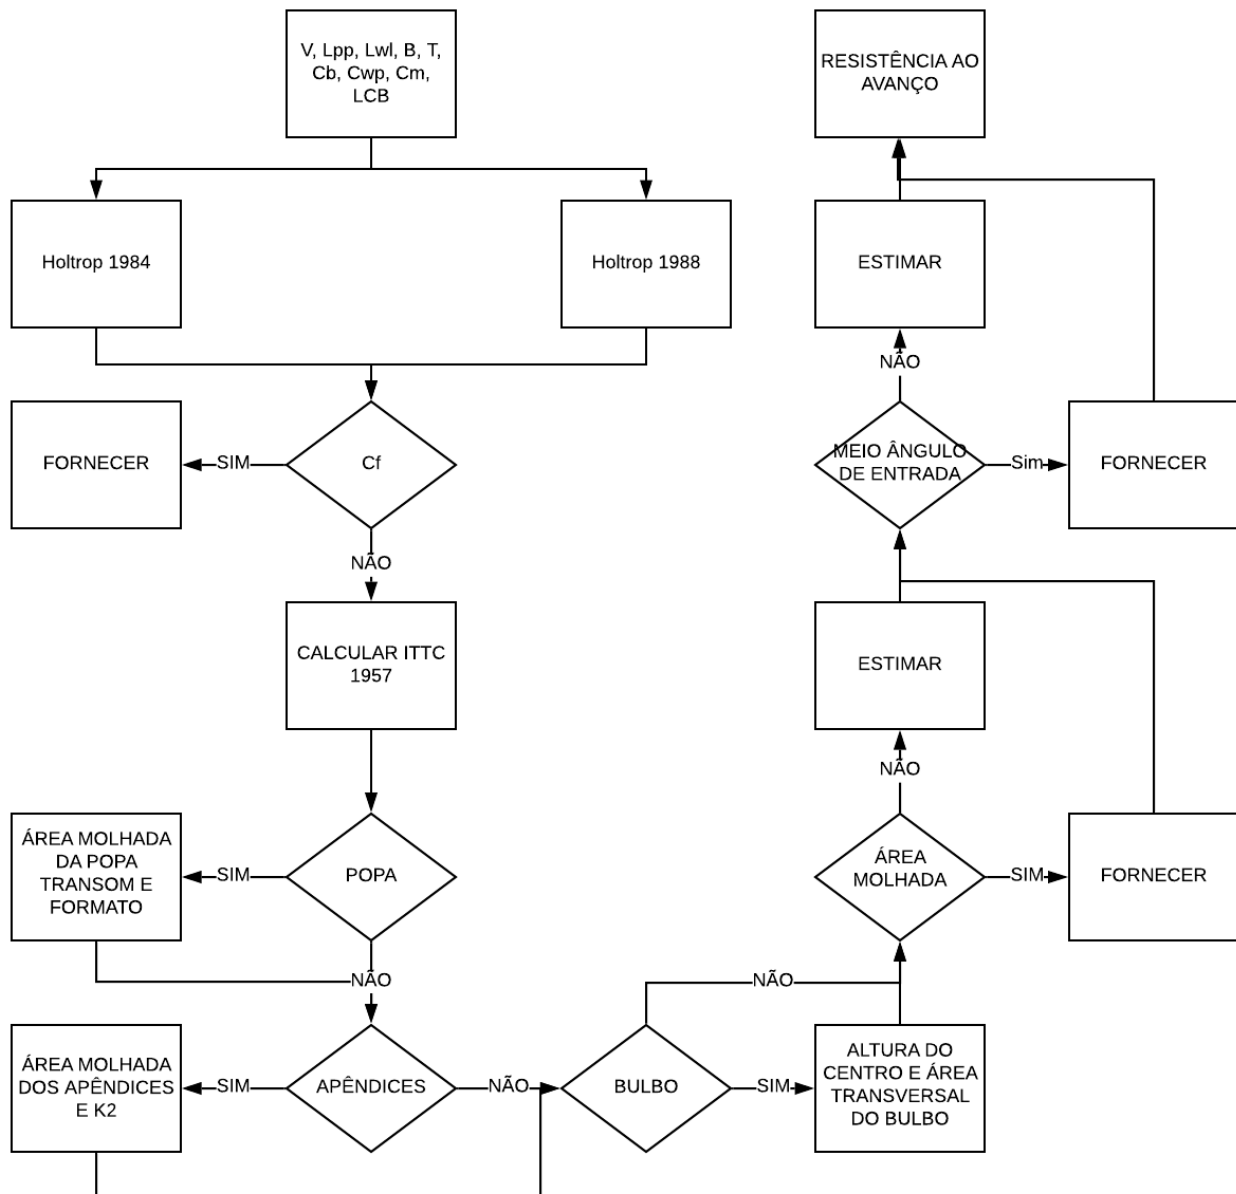 V, Lpp, Lwl, B, T,
Cb, Cwp, Cm,
LCB
RESISTÊNCIA AO
AVANÇO
Holtrop 1984
Holtrop 1988
ESTIMAR
NÃO
FORNECER
SIM
Cf
MEIO ÂNGULO
DE ENTRADA
Sim
FORNECER
NÃO
CALCULAR ITTC
1957
ESTIMAR
NÃO
ÁREA MOLHADA
DA POPA
TRANSOM E
FORMATO
SIM
POPA
ÁREA
MOLHADA
SIM
FORNECER
NÃO
NÃO
ÁREA MOLHADA
DOS APÊNDICES
E K2
SIM
APÊNDICES
NÃO
BULBO
SIM
ALTURA DO
CENTRO E ÁREA
TRANSVERSAL
DO BULBO